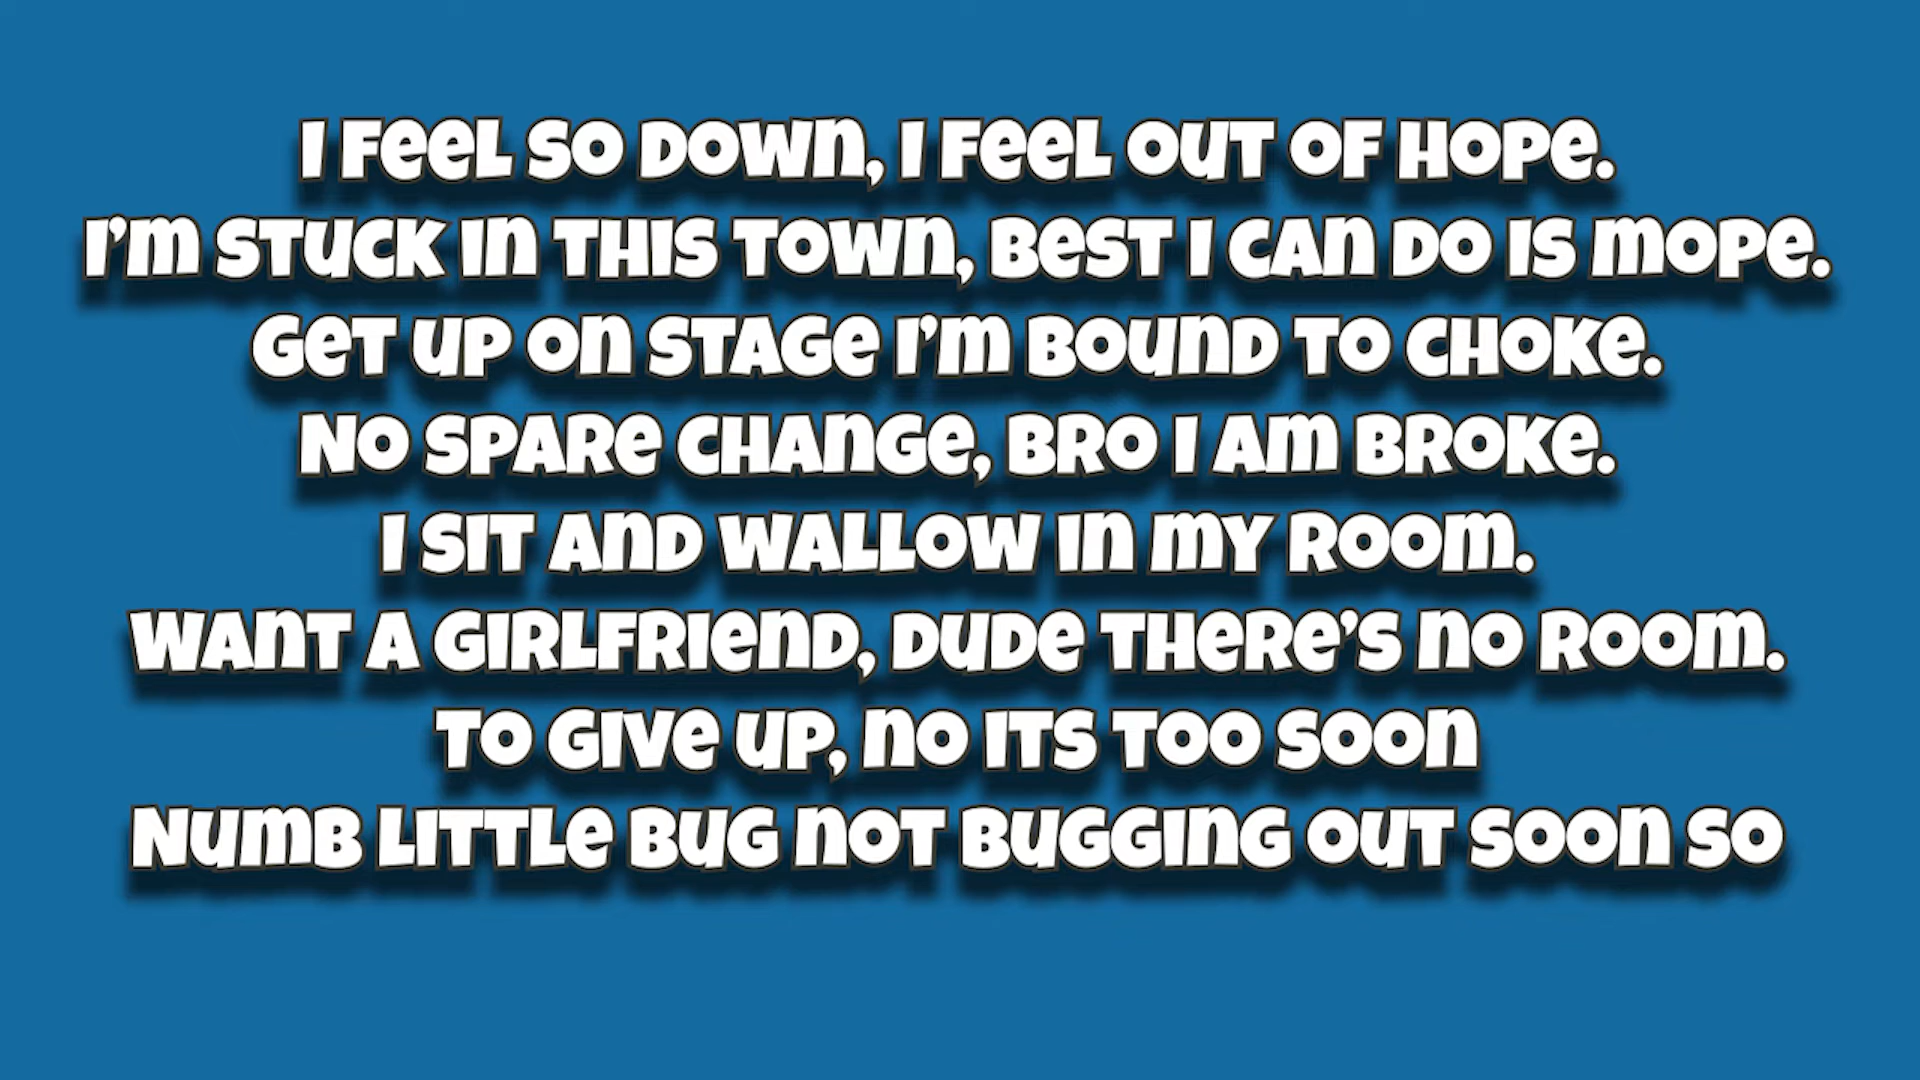 I feel so down, I feel out of hope.
I'm stuck in this town, best I can do is mope.
Get up on stage I'm bound to choke.
No spare change, bro I am broke.
I sit and wallow in my room.
Want a girlfriend, dude there's no room.
To give up, no its too soon
Numb little bug not bugging out soon so